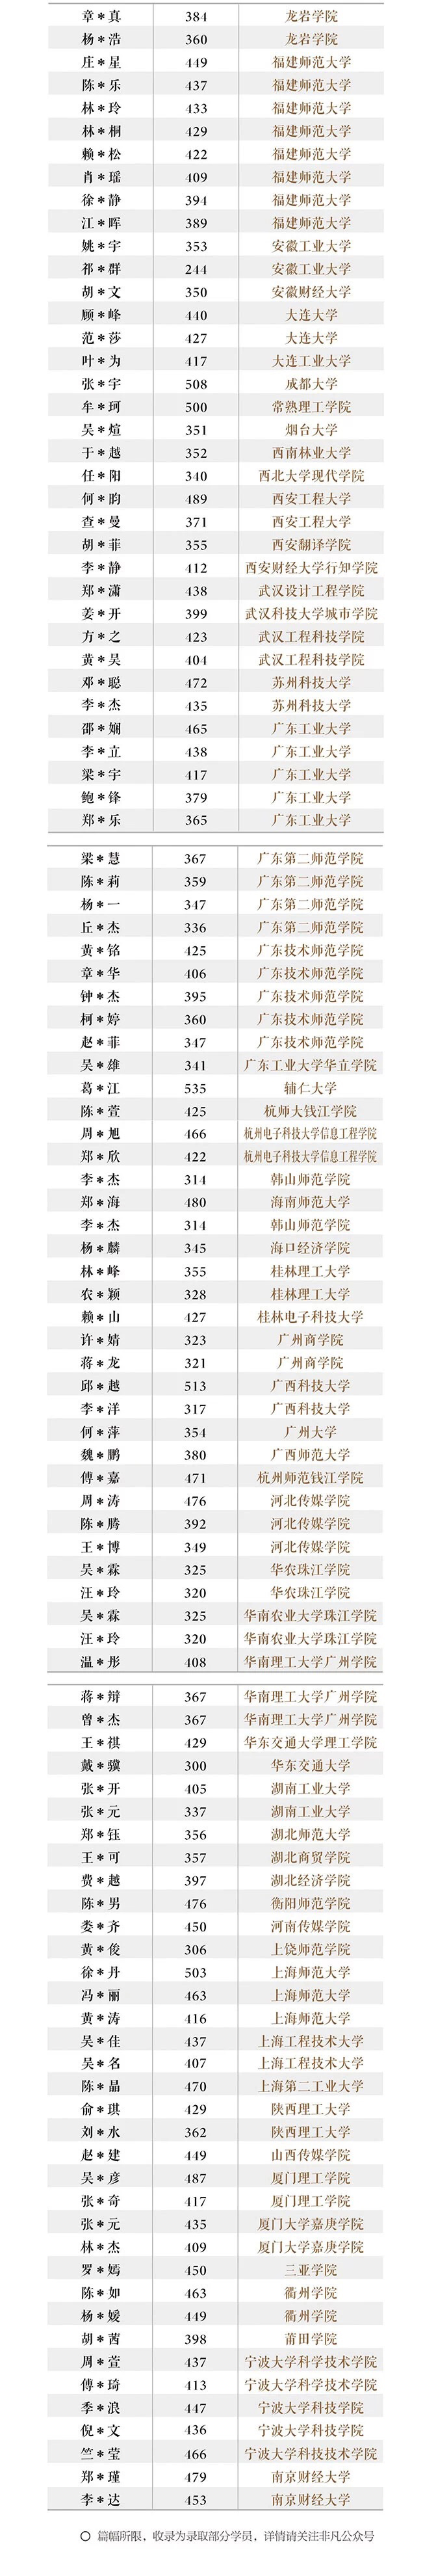 章*真 384 龙岩学院
杨*浩 360 龙岩学院
庄*星 449 福建师范大学
陈*乐 437 福建师范大学
林*玲 433 福建师范大学
林*桐 429 福建师范大学
赖*松 422 福建师范大学
肖*瑶 409 福建师范大学
徐*静 394 福建师范大学
江*晖 389 福建师范大学
姚*宇 353 安徽工业大学
祁*群 244 安徽工业大学
胡*文 350 安徽财经大学
顾*峰 440 大连大学
范*莎 427 大连大学
叶*为 417 大连工业大学
张*宇 508 成都大学
牟*珂 500 常熟理工学院
吴*煊 351 烟台大学
于*越 352 西南林业大学
任*阳 340 西北大学现代学院
何*昀 489 西安工程大学
查*曼 371 西安工程大学
胡*菲 355 西安翻译学院
李*静 412 西安财经大学行知学院
郑*潇 438 武汉设计工程学院
姜*开 399 武汉科技大学城市学院
方*之 423 武汉工程科技学院
黄*昊 404 武汉工程科技学院
邓*聪 472 苏州科技大学
李*杰 435 苏州科技大学
邵*娴 465 广东工业大学
李*立 438 广东工业大学
梁*宇 417 广东工业大学
鲍*锋 379 广东工业大学
郑*乐 365 广东工业大学
梁*慧 367 广东第二师范学院
陈*莉 359 广东第二师范学院
杨*一 347 广东第二师范学院
丘*杰 336 广东第二师范学院
黄*铭 425 广东技术师范学院
章*华 406 广东技术师范学院
钟*杰 395 广东技术师范学院
柯*婷 360 广东技术师范学院
赵*菲 347 广东技术师范学院
吴*雄 341 广东工业大学华立学院
葛*江 535 辅仁大学
陈*萱 425 杭师大钱江学院
周*旭 466 杭州电子科技大学信息工程学院
郑*欣 422 杭州电子科技大学信息工程学院
李*杰 314 韩山师范学院
郑*海 480 海南师范大学
李*杰 314 韩山师范学院
杨*麟 345 海口经济学院
林*峰 355 桂林理工大学
农*颖 328 桂林理工大学
赖*山 427 桂林电子科技大学
许*婧 323 广州商学院
蒋*龙 321 广州商学院
邱*越 513 广西科技大学
李*洋 317 广西科技大学
何*萍 354 广州大学
魏*鹏 380 广西师范大学
傅*嘉 471 杭州师范钱江学院
周*涛 476 河北传媒学院
陈*腾 392 河北传媒学院
王*博 349 河北传媒学院
吴*霖 325 华农珠江学院
汪*玲 320 华农珠江学院
吴*霖 325 华南农业大学珠江学院
汪*玲 320 华南农业大学珠江学院
温*彤 408 华南理工大学广州学院
蒋*辩 367 华南理工大学广州学院
曾*杰 367 华南理工大学广州学院
王*祺 429 华东交通大学理工学院
戴*骥 300 华东交通大学
张*开 405 湖南工业大学
张*元 337 湖南工业大学
郑*钰 356 湖北师范大学
王*可 357 湖北商贸学院
费*越 397 湖北经济学院
陈*男 476 衡阳师范学院
娄*齐 450 河南传媒学院
黄*俊 306 上饶师范学院
徐*丹 503 上海师范大学
冯*丽 463 上海师范大学
黄*涛 416 上海师范大学
吴*佳 437 上海工程技术大学
吴*名 407 上海工程技术大学
陈*晶 470 上海第二工业大学
俞*琪 429 陕西理工大学
刘*水 362 陕西理工大学
赵*建 449 山西传媒学院
吴*彦 487 厦门理工学院
张*奇 417 厦门理工学院
张*元 435 厦门大学嘉庚学院
林*杰 409 厦门大学嘉庚学院
罗*嫣 450 三亚学院
陈*如 463 衢州学院
杨*媛 449 衢州学院
胡*茜 398 莆田学院
周*萱 437 宁波大学科学技术学院
傅*琦 413 宁波大学科学技术学院
季*浪 447 宁波大学科技学院
倪*文 436 宁波大学科技学院
竺*莹 466 宁波大学科技技术学院
郑*瑾 479 南京财经大学
李*达 453 南京财经大学
○ 篇幅所限，收录为录取部分学员，详情请关注非凡公众号